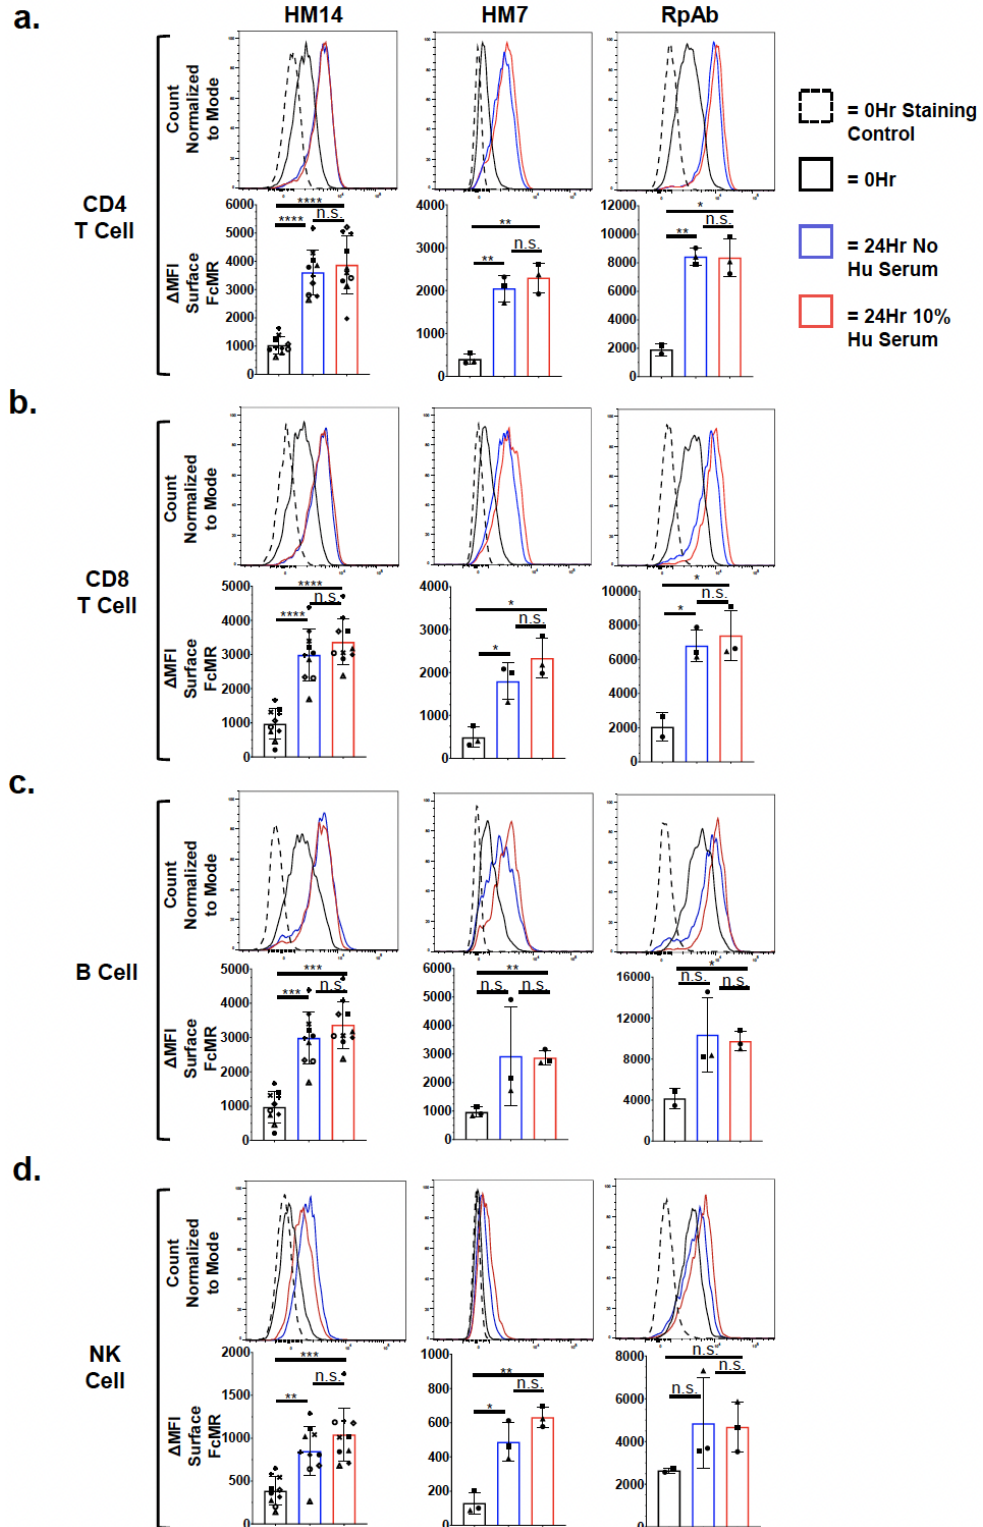 a.
HM14
HM7
RpAb
CD4
T Cell
Count
Normalized
to Mode
= 0Hr Staining
Control
= 0Hr
= 24Hr No
Hu Serum
= 24Hr 10%
Hu Serum
ΔMFI
Surface
FcMR
6000
5000
4000
3000
2000
1000
0
****
****
n.s.
4000
3000
2000
1000
0
**
**
n.s.
12000
10000
8000
6000
4000
2000
0
*
**
n.s.
b.
CD8
T Cell
Count
Normalized
to Mode
ΔMFI
Surface
FcMR
5000
4000
3000
2000
1000
0
****
****
n.s.
4000
3000
2000
1000
0
*
*
n.s.
10000
8000
6000
4000
2000
0
*
*
n.s.
c.
B Cell
Count
Normalized
to Mode
ΔMFI
Surface
FcMR
5000
4000
3000
2000
1000
0
***
***
n.s.
6000
5000
4000
3000
2000
1000
0
**
n.s.
n.s.
16000
12000
8000
4000
0
*
n.s.
n.s.
d.
NK
Cell
Count
Normalized
to Mode
ΔMFI
Surface
FcMR
2000
1500
1000
500
0
***
**
n.s.
1000
800
600
400
200
0
**
*
n.s.
8000
6000
4000
2000
0
n.s.
n.s.
n.s.